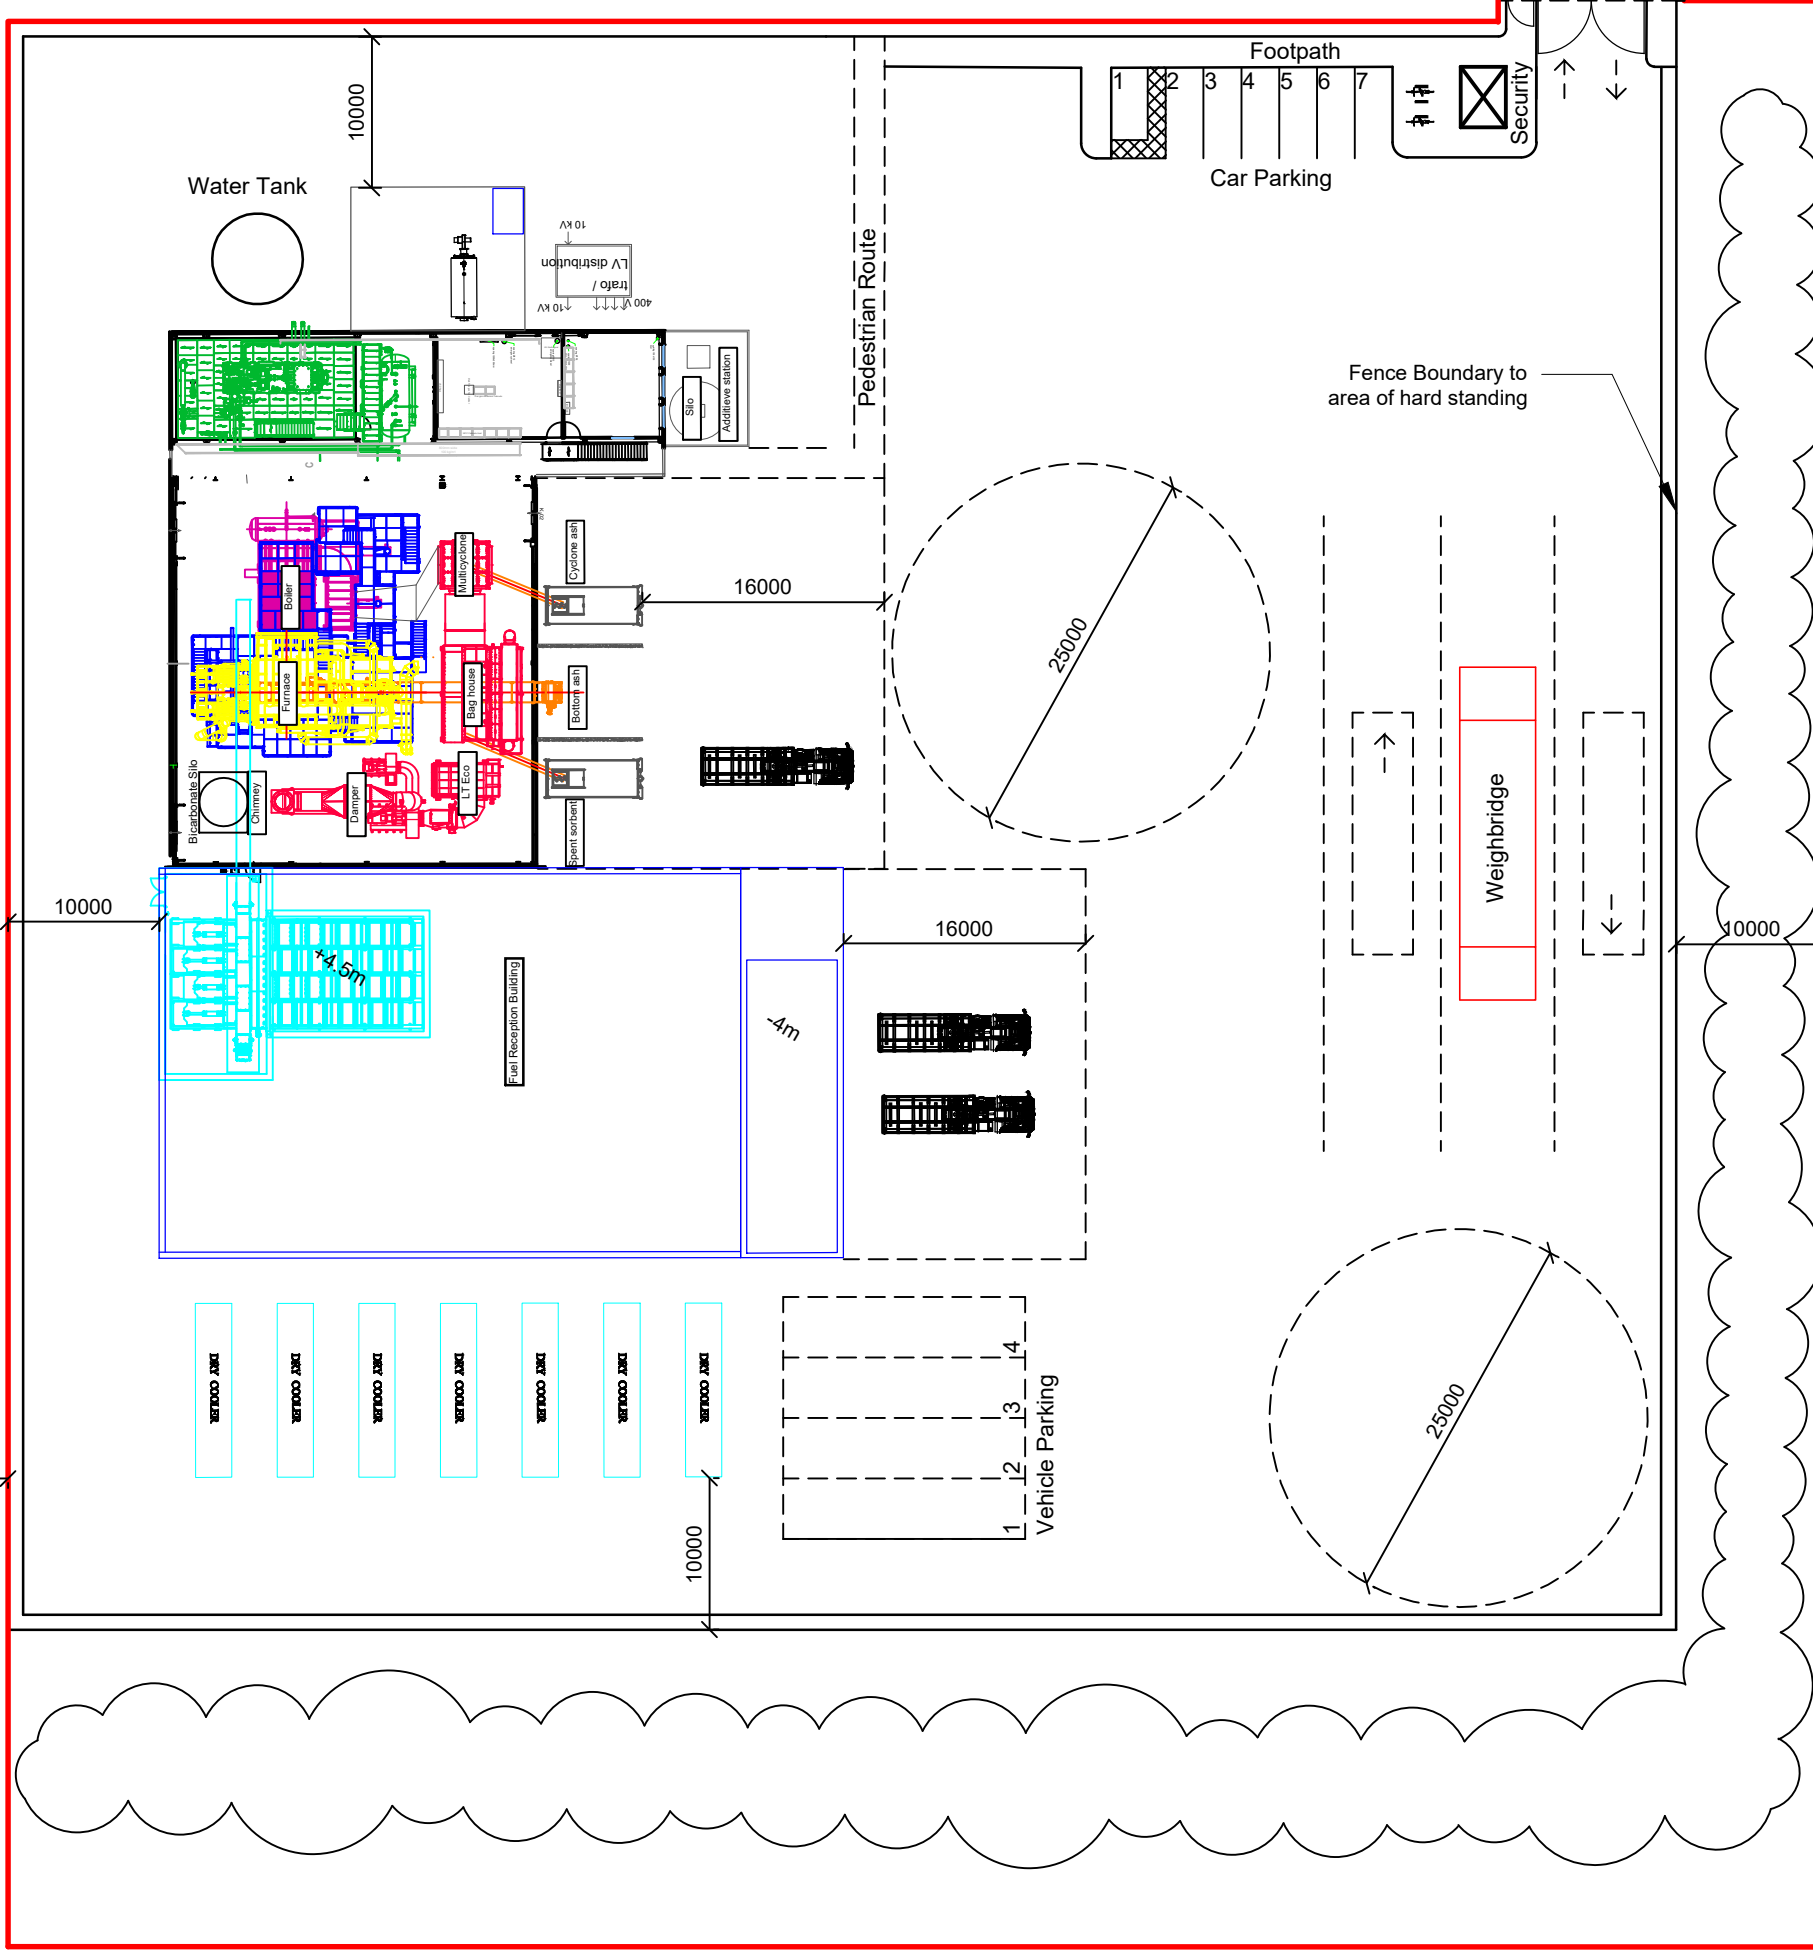 Footpath
1 2 3 4 5 6 7
Security
Car Parking
10000
Water Tank
10 kV
LV distribution
trafo /
10 kV
400 V
Pedestrian Route
Silo
Additieve station
Fence Boundary to
area of hard standing
C
Cyclone ash
Multicyclone
Boiler
16000
25000
Furnace
Bag house
Bottom ash
Bicarbonate Silo
Chimney
Damper
LT Eco
Spent sorbent
Weighbridge
10000
+4.5m
Fuel Reception Building
-4m
16000
10000
DRY COOLER
DRY COOLER
DRY COOLER
DRY COOLER
DRY COOLER
DRY COOLER
DRY COOLER
4
3
2
1
Vehicle Parking
25000
10000